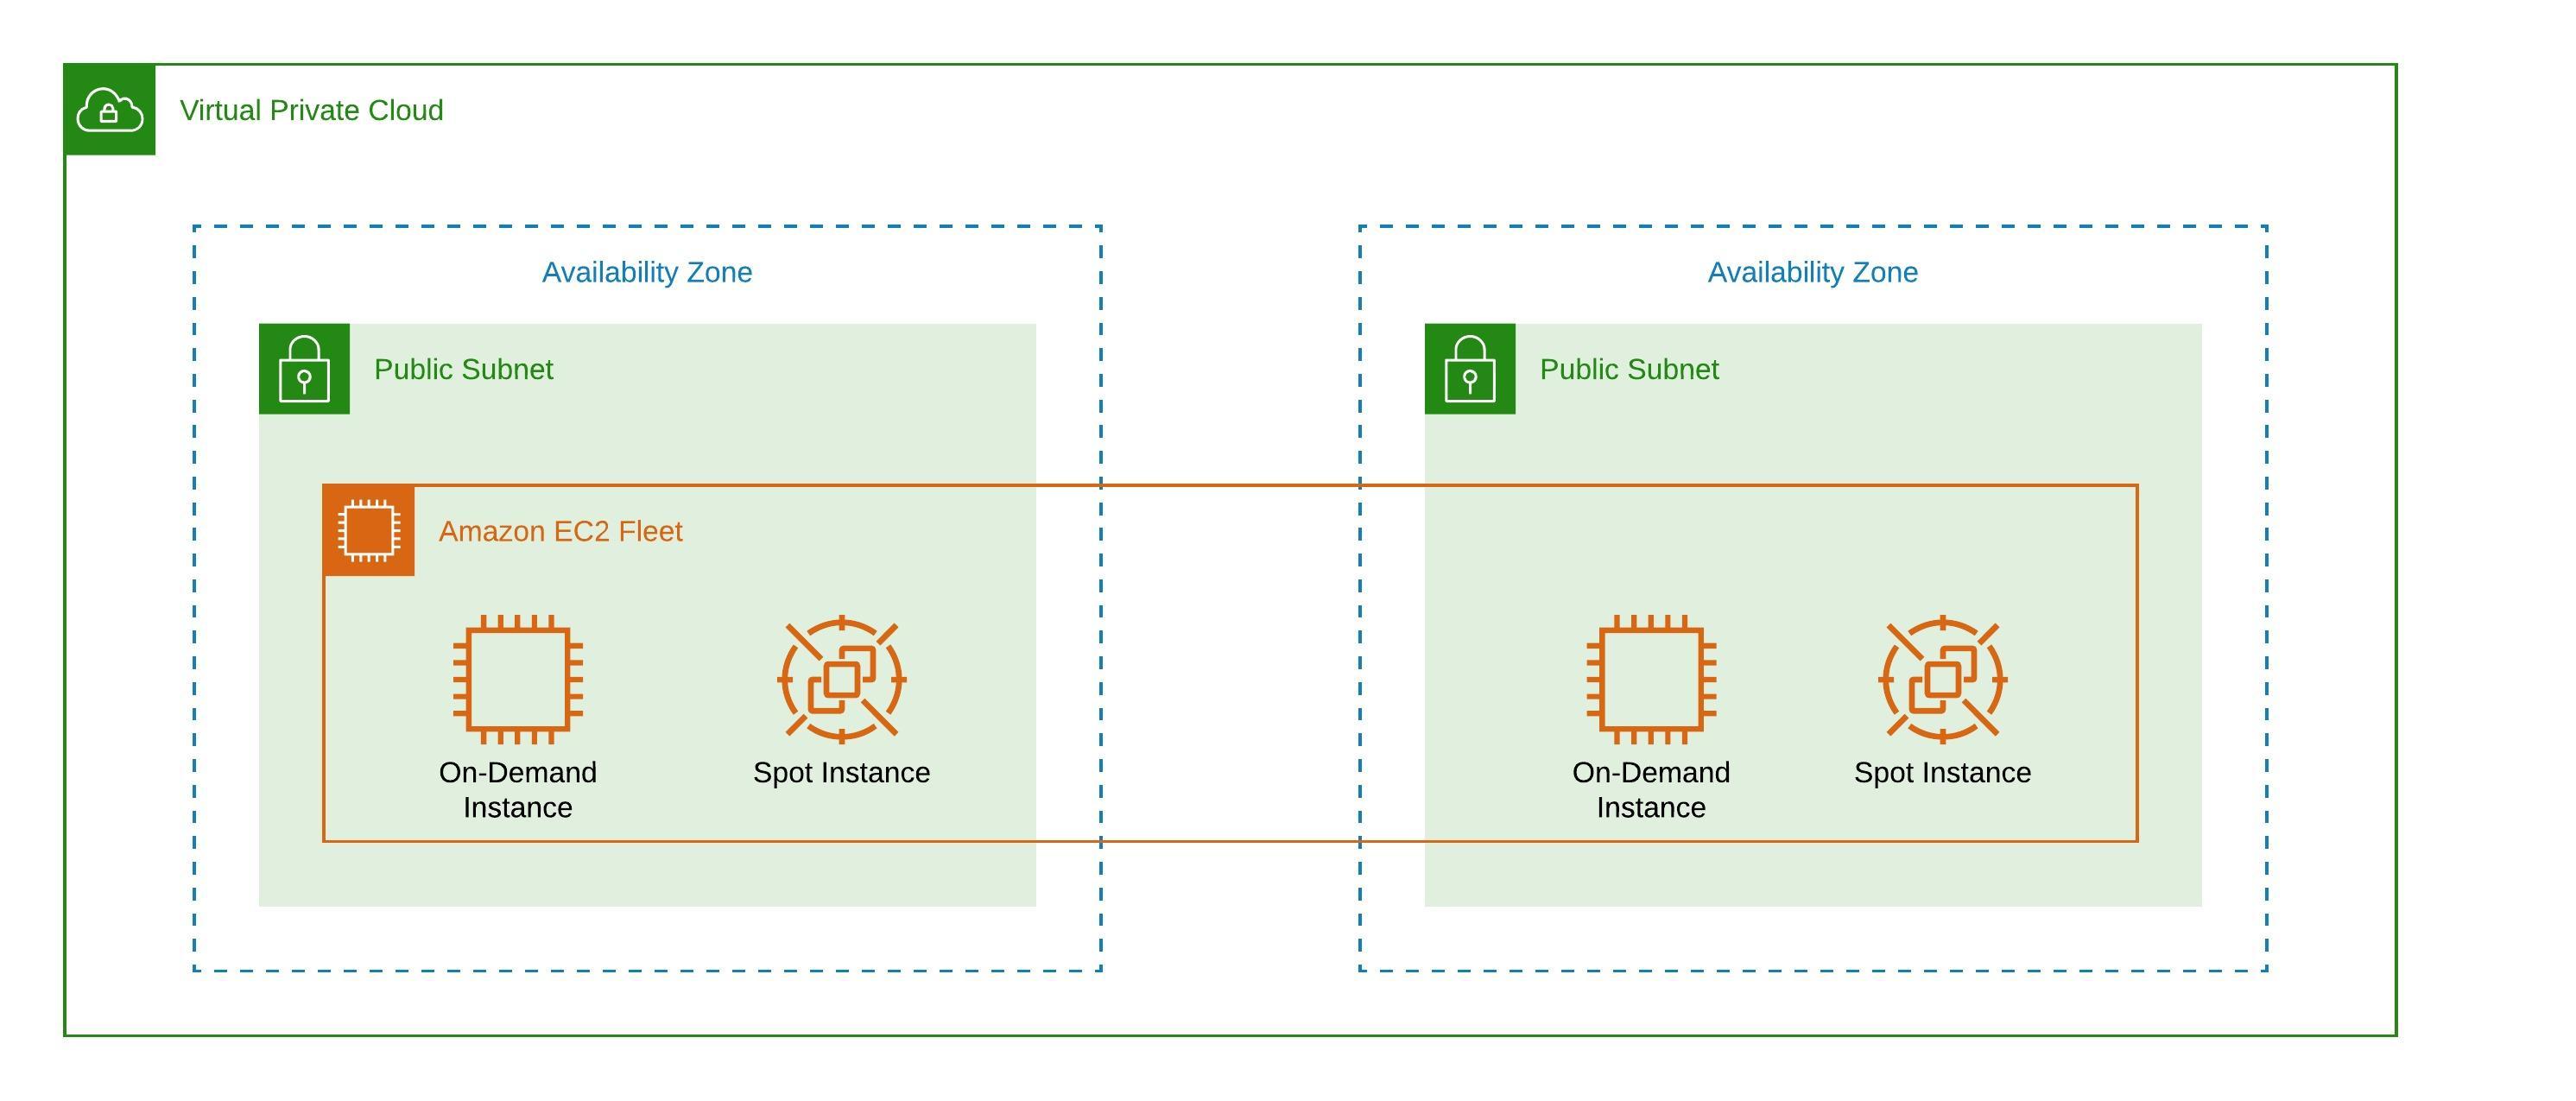 Virtual Private Cloud
Availability Zone
Availability Zone
Public Subnet
Public Subnet
Amazon EC2 Fleet
On-Demand
Instance
Spot Instance
On-Demand
Instance
Spot Instance